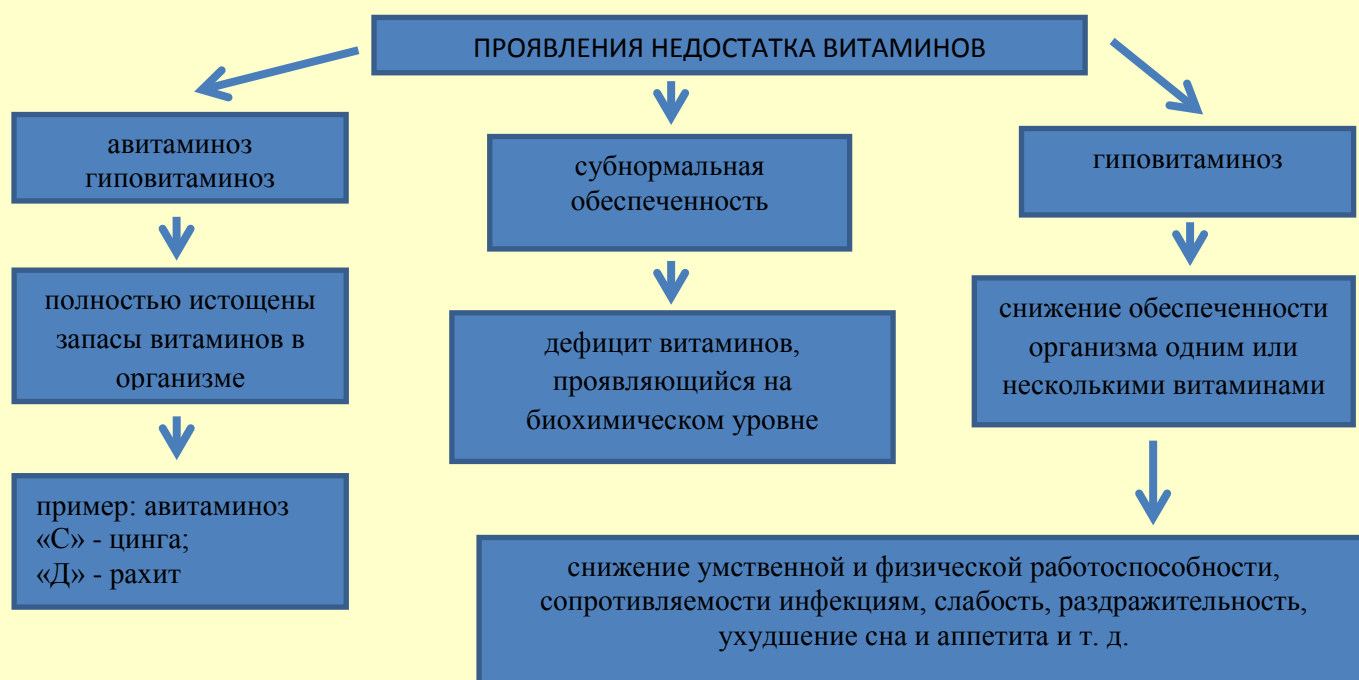 ПРОЯВЛЕНИЯ НЕДОСТАТКА ВИТАМИНОВ
авитаминоз
гиповитаминоз
полностью истощены
запасы витаминов в
организме
пример: авитаминоз
«С» - цинга;
«Д» - рахит
субнормальная
обеспеченность
дефицит витаминов,
проявляющийся на
биохимическом уровне
гиповитаминоз
снижение обеспеченности
организма одним или
несколькими витаминами
снижение умственной и физической работоспособности,
сопротивляемости инфекциям, слабость, раздражительность,
ухудшение сна и аппетита и т. д.